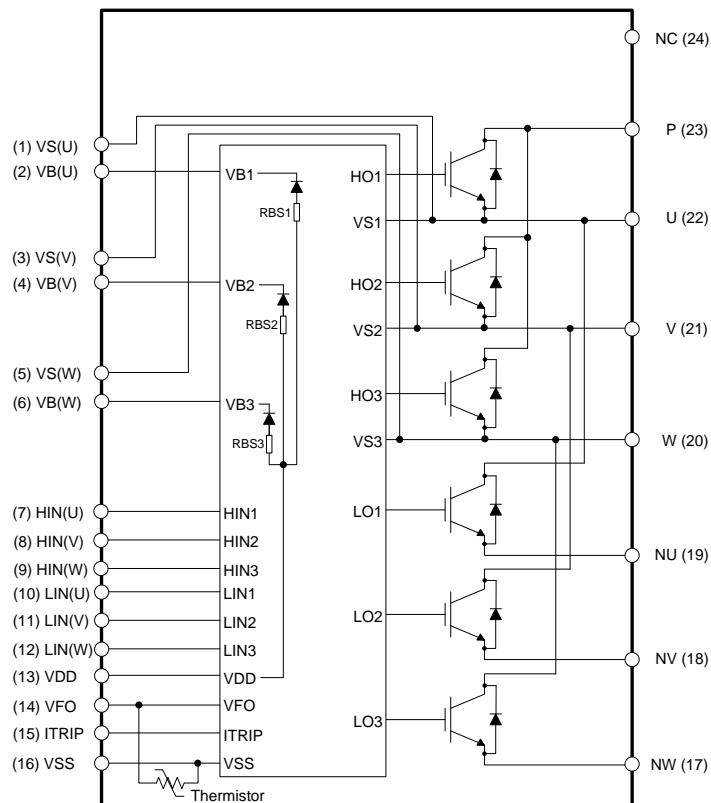 NC (24)
(1) VS(U)
P (23)
(2) VB(U)
VB1
HO1
RBS1
VS1
U (22)
(3) VS(V)
(4) VB(V)
VB2
HO2
RBS2
VS2
V (21)
(5) VS(W)
(6) VB(W)
VB3
HO3
RBS3
VS3
W (20)
(7) HIN(U)
HIN1
LO1
(8) HIN(V)
HIN2
NU (19)
(9) HIN(W)
HIN3
(10) LIN(U)
LIN1
(11) LIN(V)
LIN2
LO2
(12) LIN(W)
LIN3
NV (18)
(13) VDD
VDD
(14) VFO
VFO
LO3
(15) ITRIP
ITRIP
(16) VSS
VSS
NW (17)
Thermistor